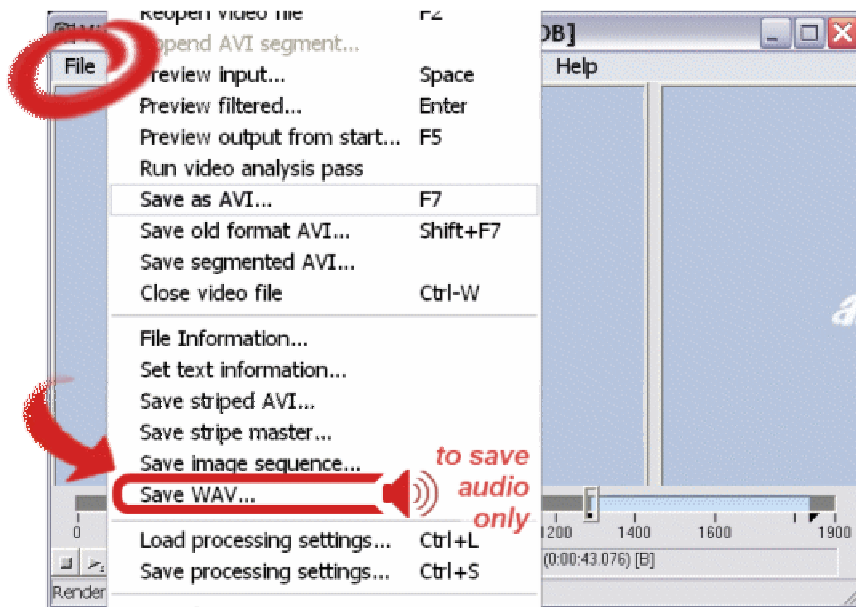 Reopen video file F2
DB]
Append AVI segment...
File
Help
Preview input... Space
Preview filtered... Enter
Preview output from start... F5
Run video analysis pass
Save as AVI... F7
Save old format AVI... Shift+F7
Save segmented AVI...
Close video file Ctrl-W
a
File Information...
Set text information...
Save striped AVI...
Save stripe master...
Save image sequence...
Save WAV...
to save
audio
only
0 1200 1400 1600 1900
Load processing settings... Ctrl+L
(0:00:43.076) [B]
Save processing settings... Ctrl+S
Render